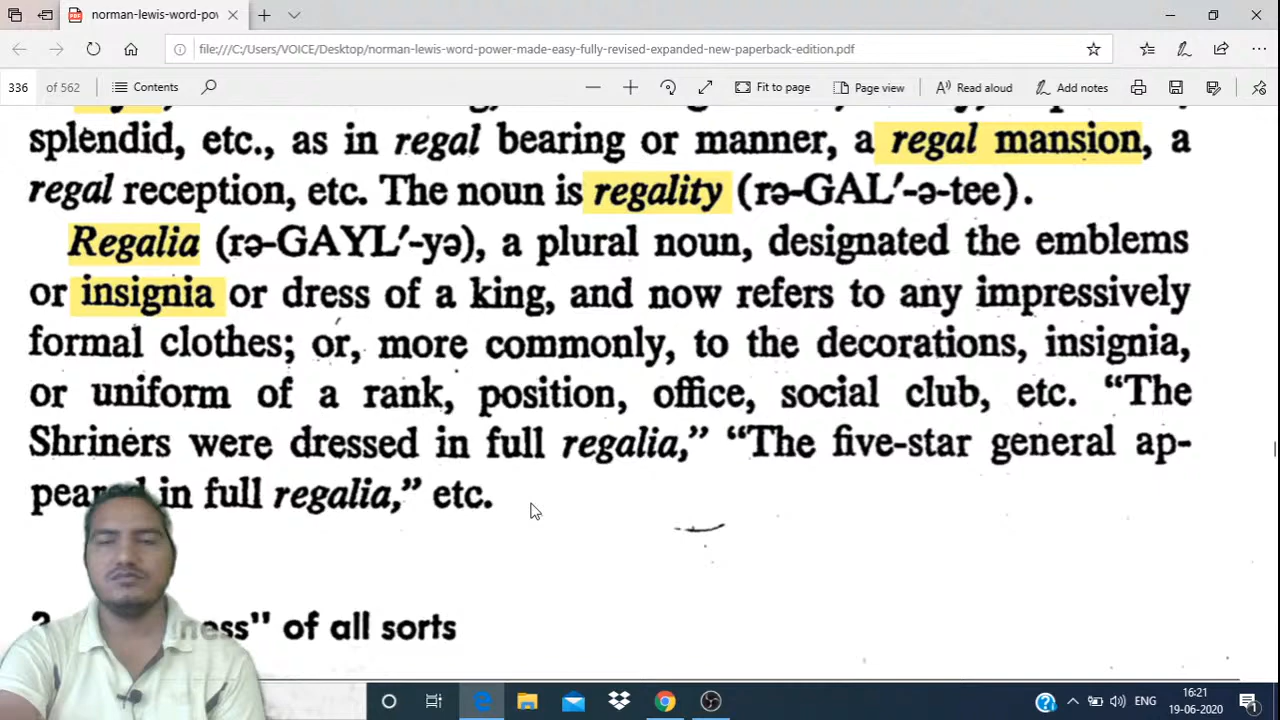 norman-lewis-word-po
file:///C:/Users/VOICE/Desktop/norman-lewis-word-power-made-easy-fully-revised-expanded-new-paperback-edition.pdf
336 of 562 Contents Fit to page Page view Read aloud Add notes
splendid, etc., as in regal bearing or manner, a regal mansion, a
regal reception, etc. The noun is regality (rə-GAL′-ə-tee).
Regalia (rə-GAYL′-yə), a plural noun, designated the emblems
or insignia or dress of a king, and now refers to any impressively
formal clothes; or, more commonly, to the decorations, insignia,
or uniform of a rank, position, office, social club, etc. “The
Shriners were dressed in full regalia,” “The five-star general ap-
in full regalia,” etc.
of all sorts
ENG 16:21
19-06-2020